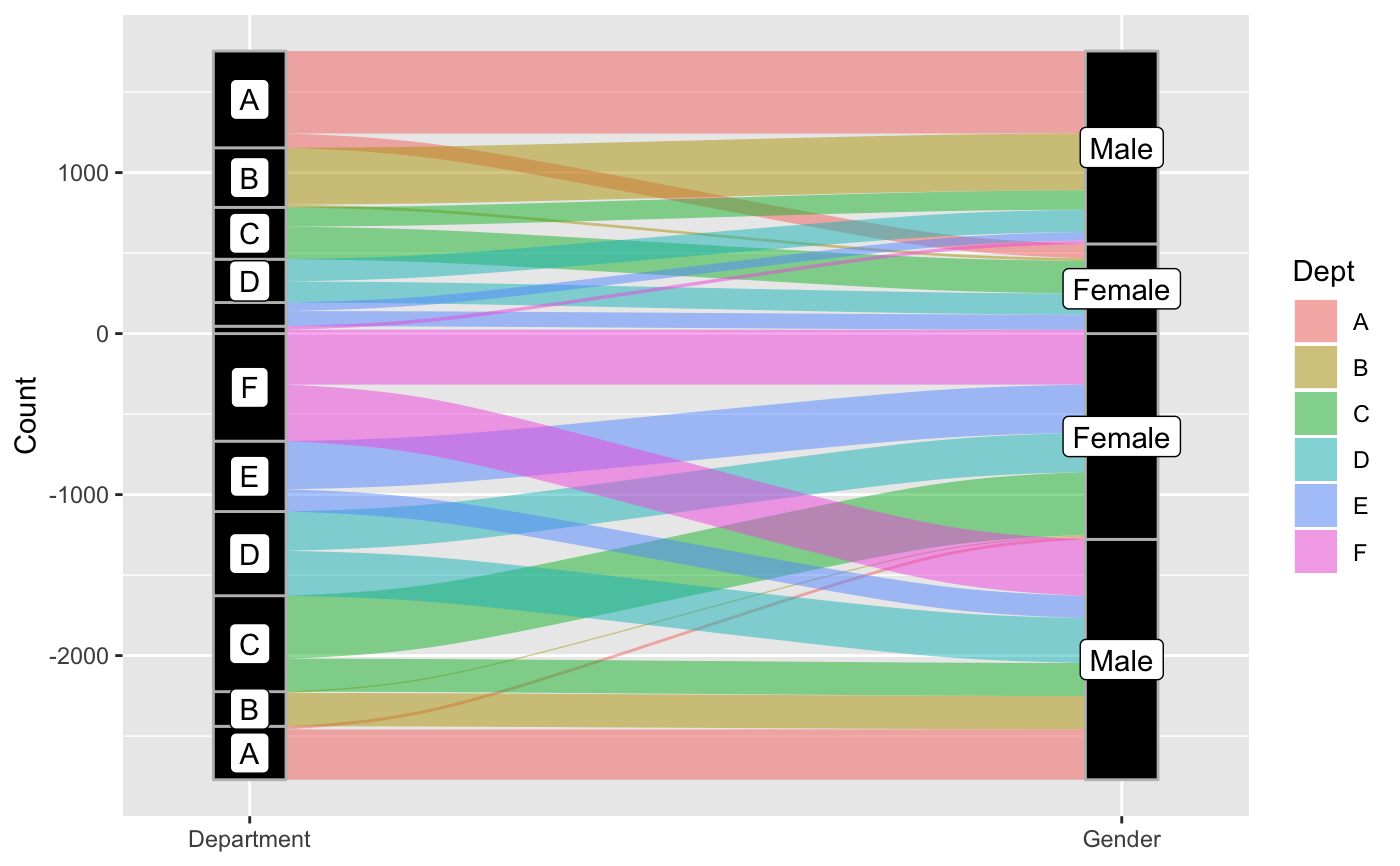 A
B
C
D
F
E
D
C
B
A
Male
Female
Female
Male
1000
0
-1000
-2000
Count
Department
Gender
Dept
A
B
C
D
E
F